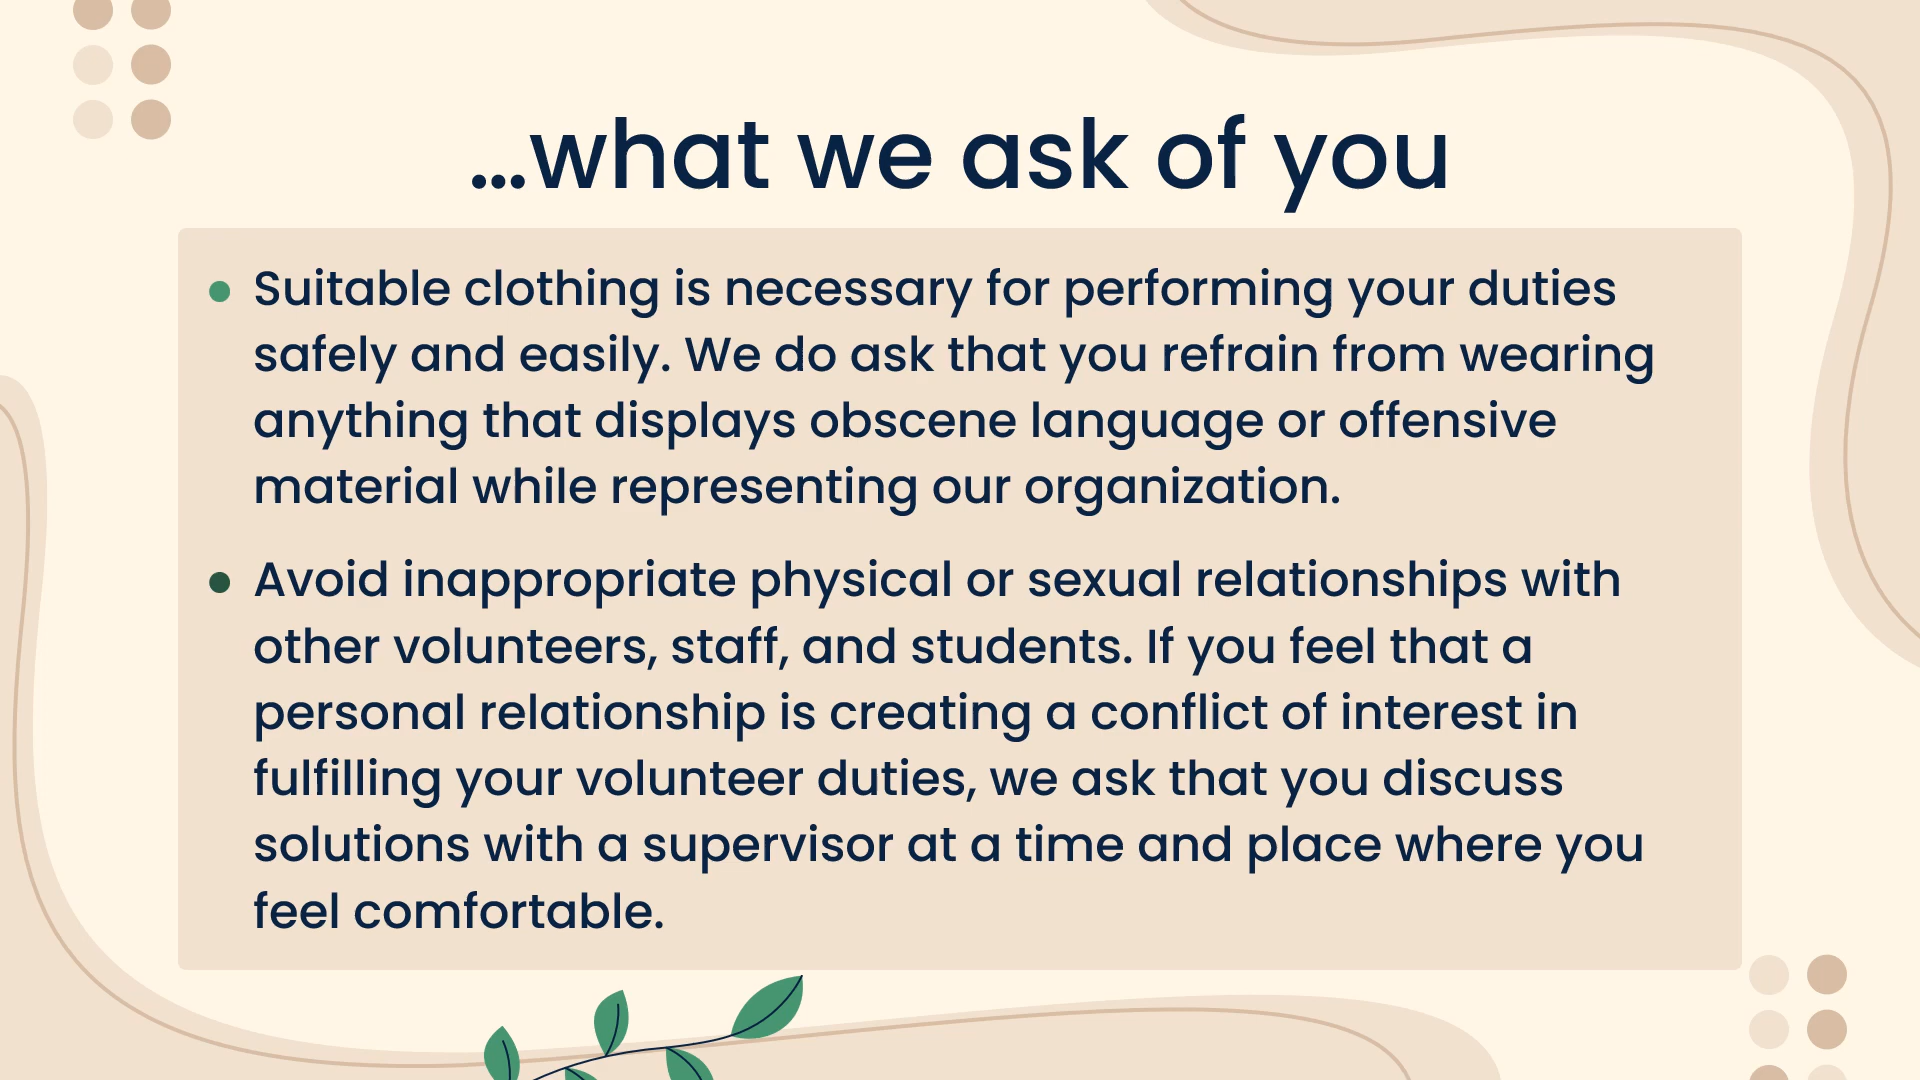 ...what we ask of you
Suitable clothing is necessary for performing your duties
safely and easily. We do ask that you refrain from wearing
anything that displays obscene language or offensive
material while representing our organization.
Avoid inappropriate physical or sexual relationships with
other volunteers, staff, and students. If you feel that a
personal relationship is creating a conflict of interest in
fulfilling your volunteer duties, we ask that you discuss
solutions with a supervisor at a time and place where you
feel comfortable.